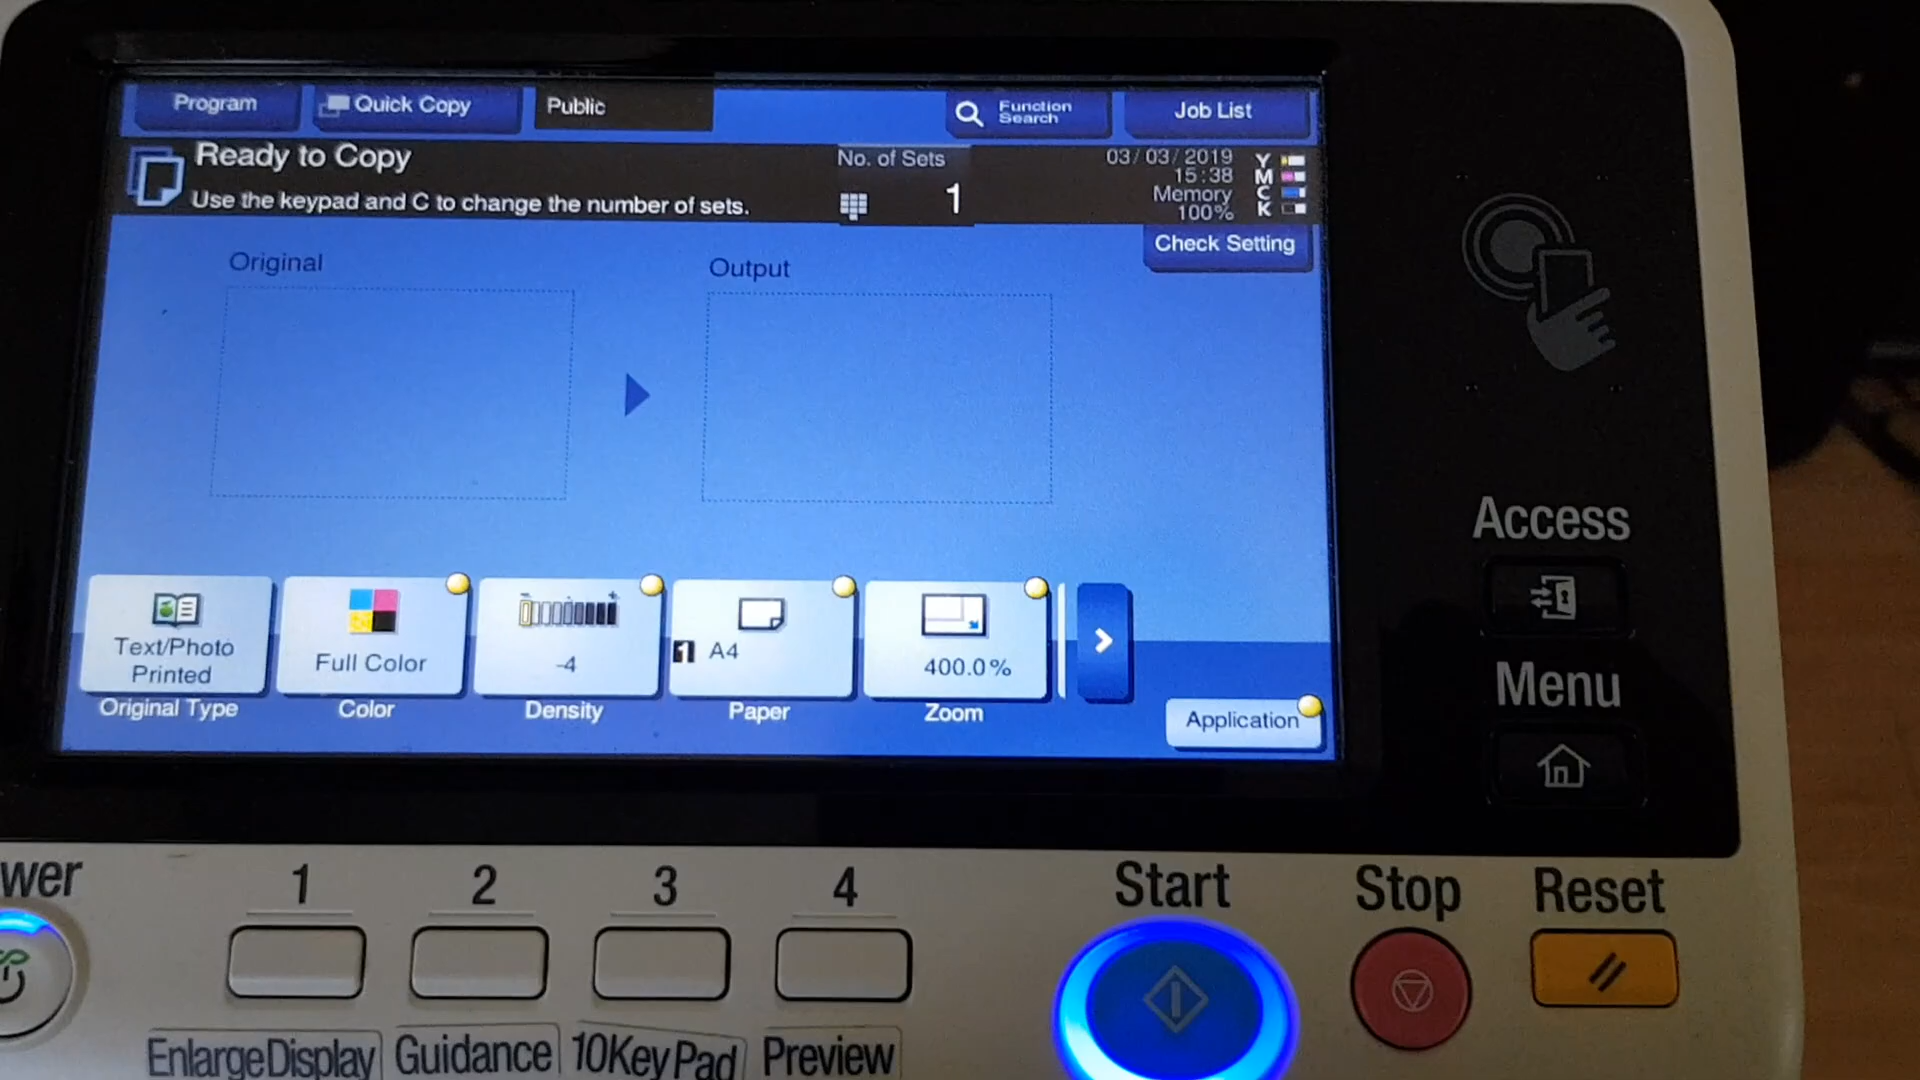 Program
Quick Copy
Public
Function
Search
Job List
Ready to Copy
Use the keypad and C to change the number of sets.
No. of Sets
1
03/03/2019
15:38
Memory
100%
Y
M
C
K
Check Setting
Original
Output
Text/Photo
Printed
Full Color
- +
-4
1 A4
400.0%
Original Type
Color
Density
Paper
Zoom
Application
Access
Menu
wer
1
2
3
4
Start
Stop
Reset
EnlargeDisplay
Guidance
10KeyPad
Preview